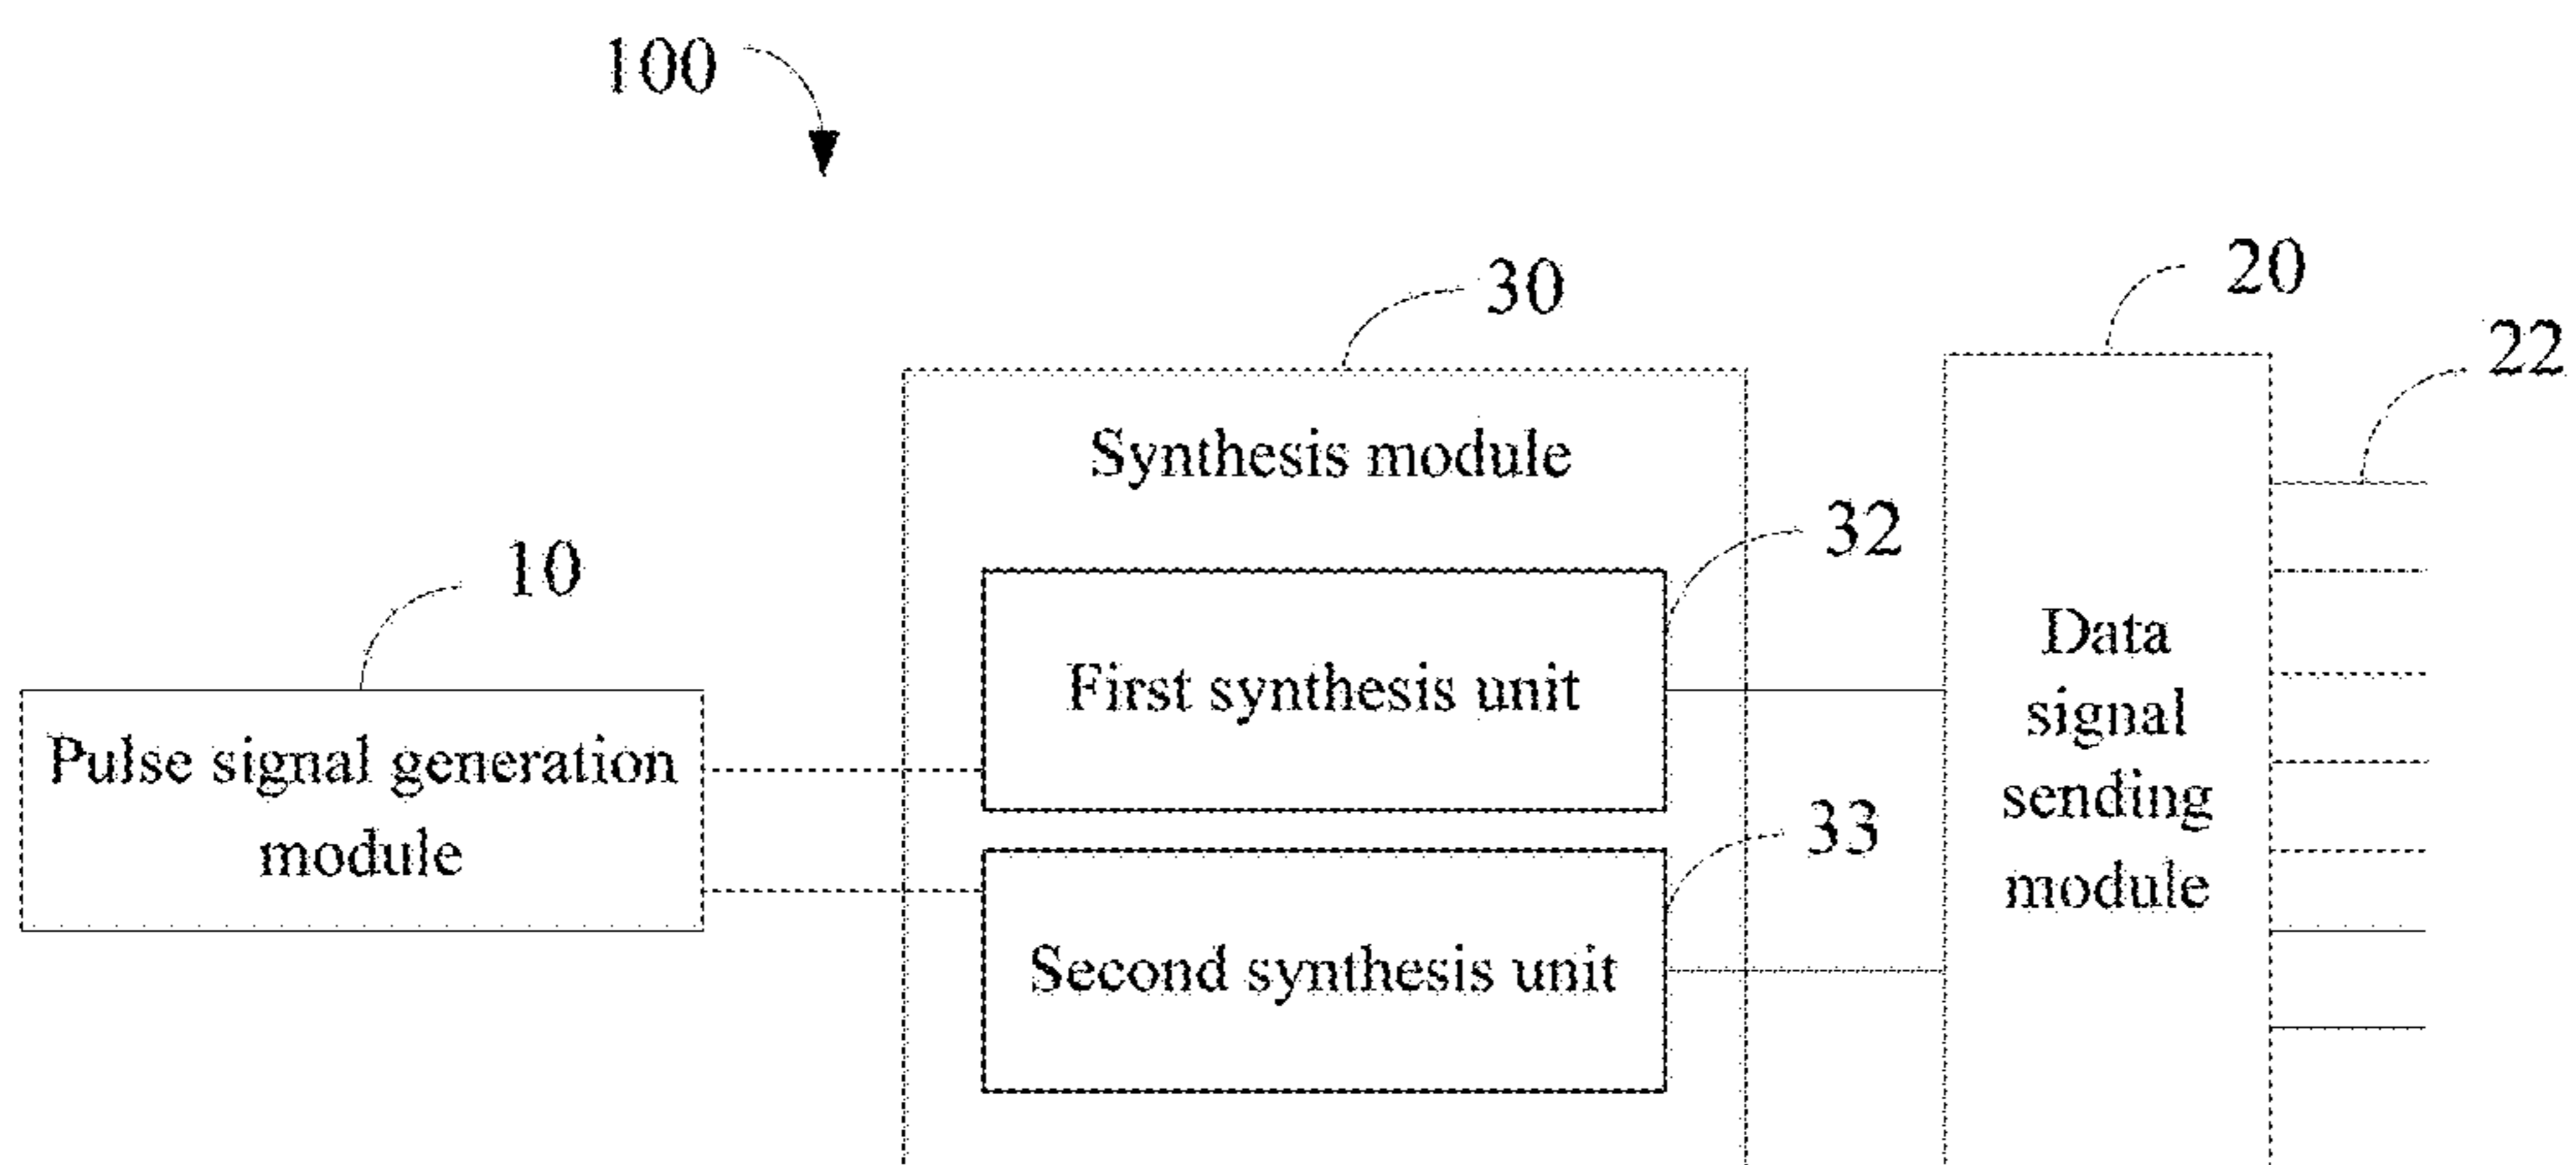 100
30
20
22
Synthesis module
32
10
First synthesis unit
Data
signal
sending
module
Pulse signal generation
module
33
Second synthesis unit